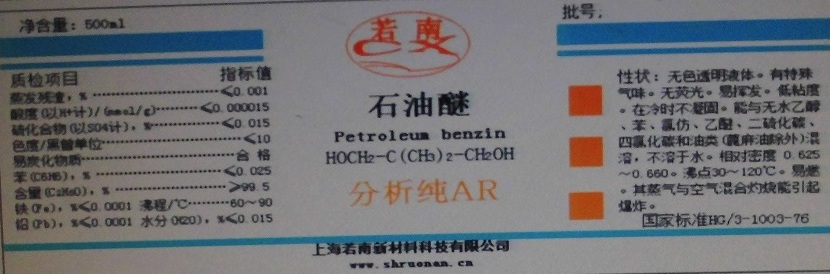 净含量：500ml
质检项目 指标值
蒸发残渣，% ≤0.001
酸度(以H+计)/(mmol/g) ≤0.000015
硫化合物(以SO4计)，% ≤0.015
色度/黑曾单位 ≤10
易炭化物质 合 格
苯(C6H6)，% ≤0.025
含量(C2H6O)，% ≥99.5
铁(Fe)，%≤0.0001 沸程/℃ 60~90
铅(Pb)，%≤0.0001 水分(H2O)，%≤0.015
若南
石油醚
Petroleum benzin
HOCH2-C(CH3)2-CH2OH
分析纯AR
批号.
性状：无色透明液体。有特殊
气味。无荧光。易挥发。低粘度
。在冷时不凝固。能与无水乙醇
、苯、氯仿、乙醚、二硫化碳、
四氯化碳和油类(蓖麻油除外)混
溶，不溶于水。相对密度 0.625
~0.660。沸点30~120℃。易燃
。其蒸气与空气混合灼烧能引起
爆炸。
国家标准HG/3-1003-76
上海若南新材料科技有限公司
www.shruonan.cn